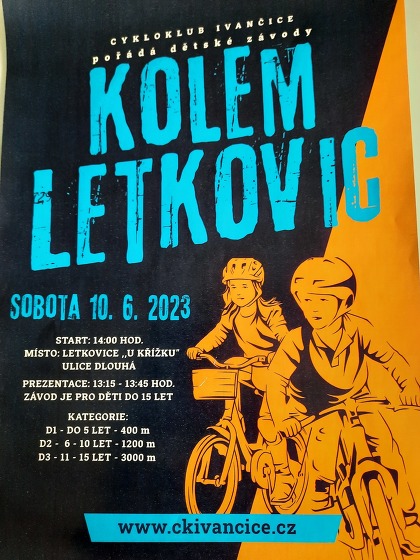 CYKLOKLUB IVANČICE
pořádá dětské závody
KOLEM
LETKOVIC
SOBOTA 10. 6. 2023
START: 14:00 HOD.
MÍSTO: LETKOVICE ,,U KŘÍŽKU"
ULICE DLOUHÁ
PREZENTACE: 13:15 - 13:45 HOD.
ZÁVOD JE PRO DĚTI DO 15 LET
KATEGORIE:
D1 - DO 5 LET - 400 m
D2 - 6 - 10 LET - 1200 m
D3 - 11 - 15 LET - 3000 m
www.ckivancice.cz